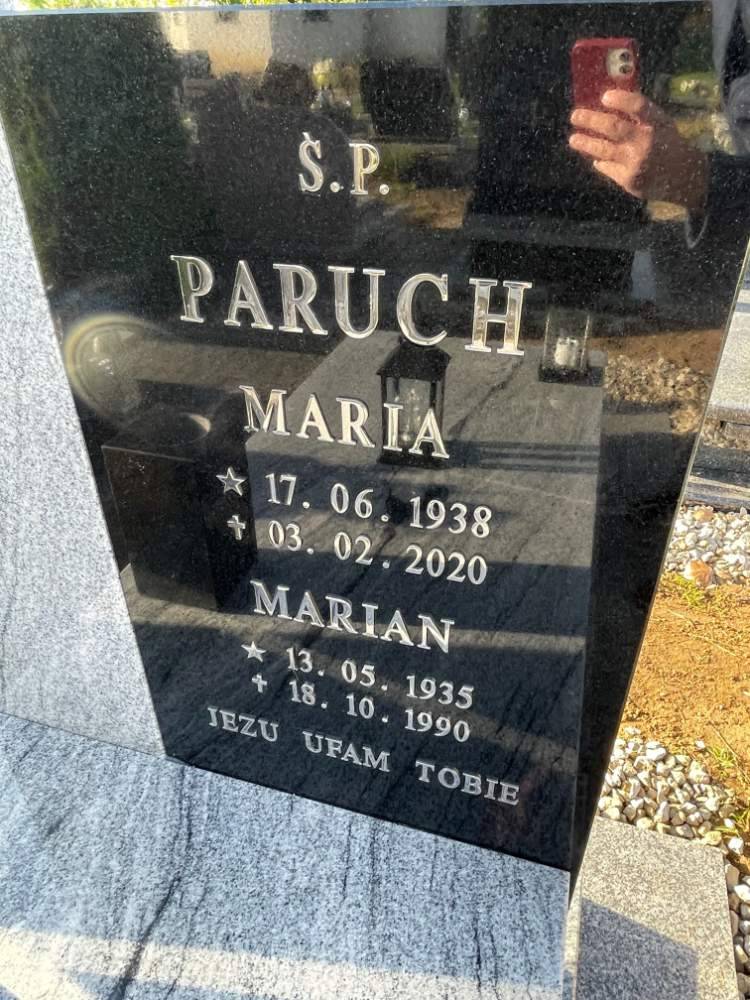 Ś.P.
PARUCH
MARIA
☆ 17. 06. 1938
✝ 03. 02. 2020
MARIAN
☆ 13. 05. 1935
✝ 18. 10. 1990
JEZU UFAM TOBIE